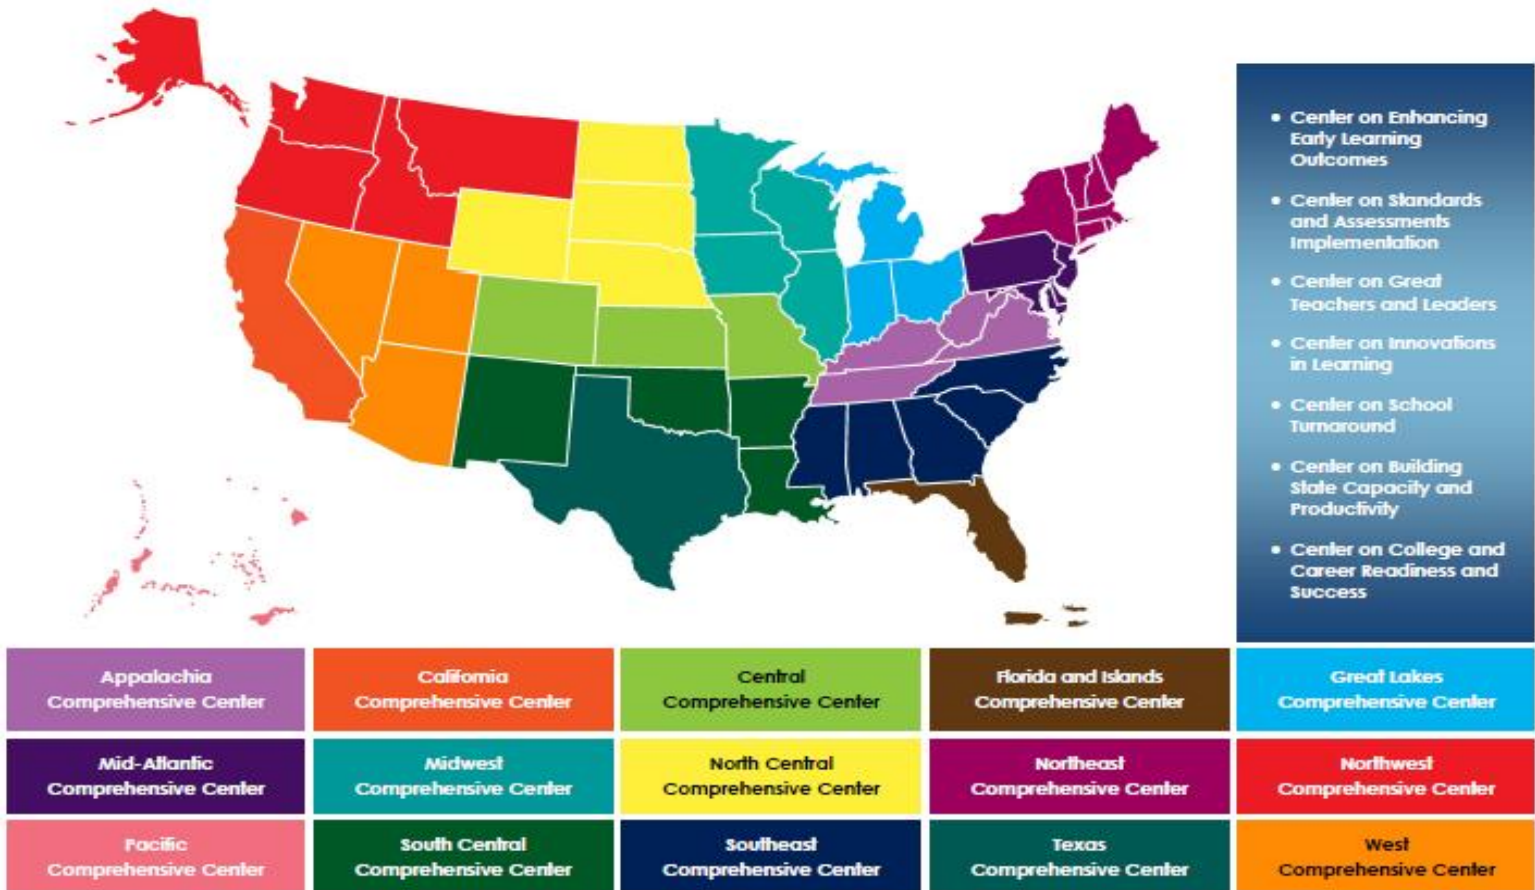 • Center on Enhancing
Early Learning
Outcomes
• Center on Standards
and Assessments
Implementation
• Center on Great
Teachers and Leaders
• Center on Innovations
in Learning
• Center on School
Turnaround
• Center on Building
State Capacity and
Productivity
• Center on College and
Career Readiness and
Success
Appalachia
Comprehensive Center
California
Comprehensive Center
Central
Comprehensive Center
Florida and Islands
Comprehensive Center
Great Lakes
Comprehensive Center
Mid-Atlantic
Comprehensive Center
Midwest
Comprehensive Center
North Central
Comprehensive Center
Northeast
Comprehensive Center
Northwest
Comprehensive Center
Pacific
Comprehensive Center
South Central
Comprehensive Center
Southeast
Comprehensive Center
Texas
Comprehensive Center
West
Comprehensive Center